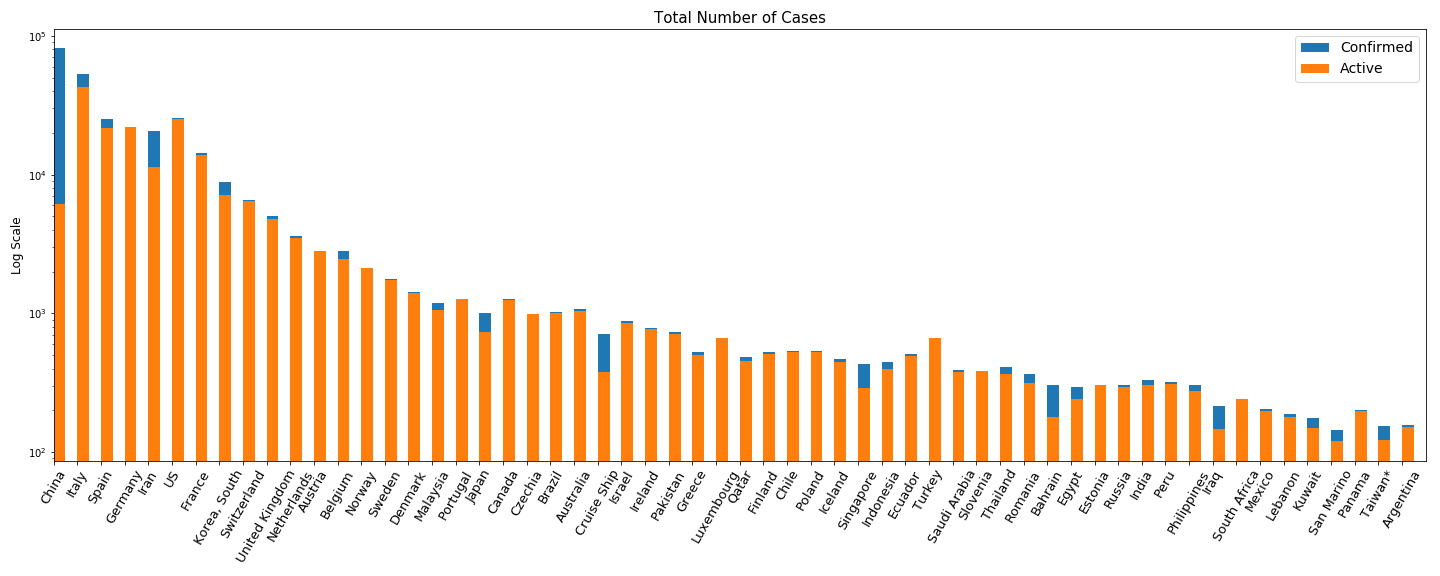 Total Number of Cases
Confirmed
Active
Log Scale
10^5
10^4
10^3
10^2
China
Italy
Spain
Germany
Iran
US
France
Korea, South
Switzerland
United Kingdom
Netherlands
Austria
Belgium
Norway
Sweden
Denmark
Malaysia
Portugal
Japan
Canada
Czechia
Brazil
Australia
Cruise Ship
Israel
Ireland
Pakistan
Greece
Luxembourg
Qatar
Finland
Chile
Poland
Iceland
Singapore
Indonesia
Ecuador
Turkey
Saudi Arabia
Slovenia
Thailand
Romania
Bahrain
Egypt
Estonia
Russia
India
Peru
Philippines
Iraq
South Africa
Mexico
Lebanon
Kuwait
San Marino
Panama
Taiwan*
Argentina